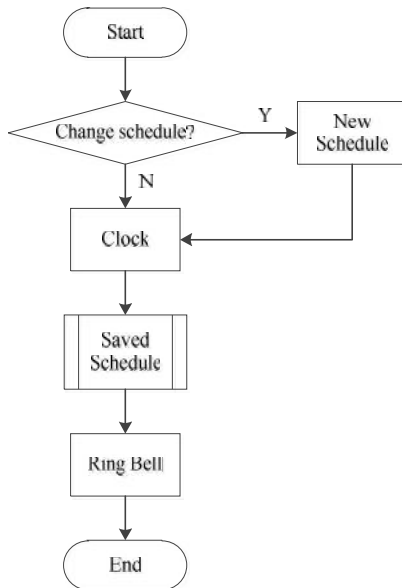 Start
Change schedule?
Y
New
Schedule
N
Clock
Saved
Schedule
Ring Bell
End